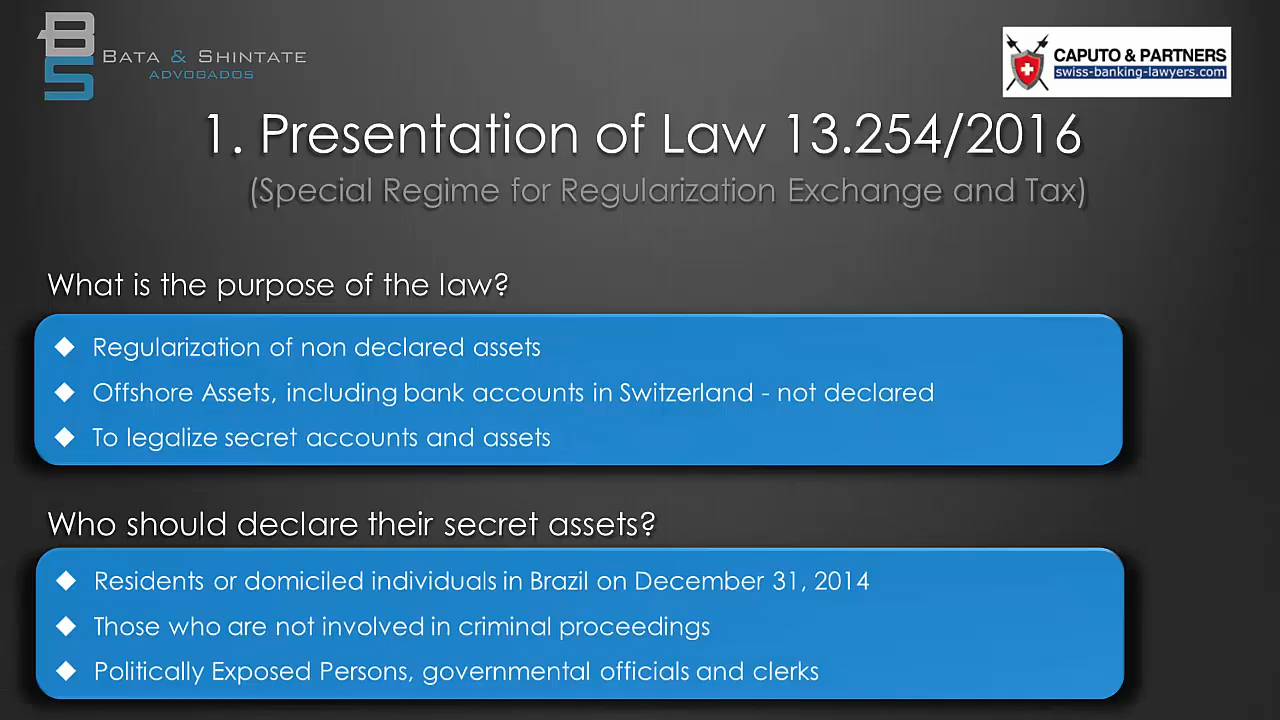 BS
BATA & SHINTATE
ADVOGADOS
CAPUTO & PARTNERS
swiss-banking-lawyers.com
1. Presentation of Law 13.254/2016
(Special Regime for Regularization Exchange and Tax)
What is the purpose of the law?
Regularization of non declared assets
Offshore Assets, including bank accounts in Switzerland - not declared
To legalize secret accounts and assets
Who should declare their secret assets?
Residents or domiciled individuals in Brazil on December 31, 2014
Those who are not involved in criminal proceedings
Politically Exposed Persons, governmental officials and clerks